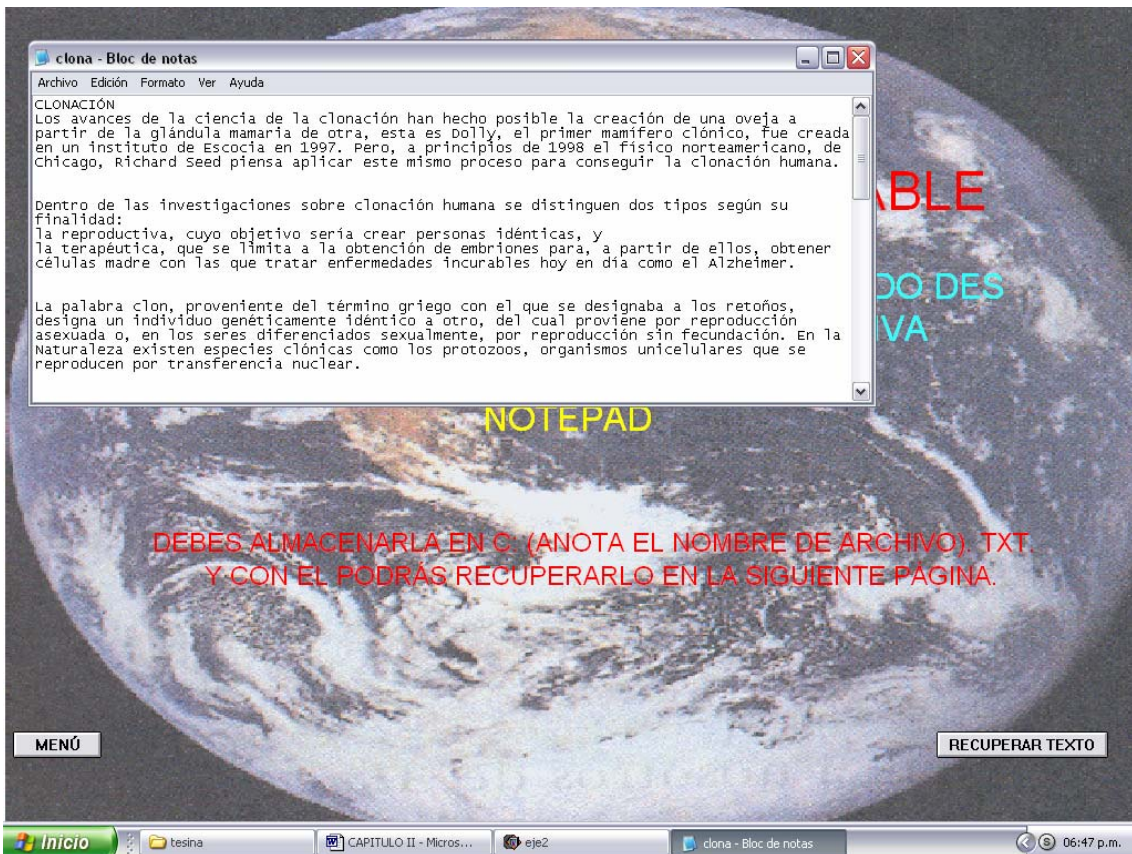 clona - Bloc de notas
Archivo Edición Formato Ver Ayuda
CLONACIÓN
Los avances de la ciencia de la clonación han hecho posible la creación de una oveja a
partir de la glándula mamaria de otra, esta es Dolly, el primer mamífero clónico, fue creada
en un instituto de Escocia en 1997. Pero, a principios de 1998 el físico norteamericano, de
Chicago, Richard Seed piensa aplicar este mismo proceso para conseguir la clonación humana.
Dentro de las investigaciones sobre clonación humana se distinguen dos tipos según su
finalidad:
la reproductiva, cuyo objetivo sería crear personas idénticas, y
la terapéutica, que se limita a la obtención de embriones para, a partir de ellos, obtener
células madre con las que tratar enfermedades incurables hoy en día como el Alzheimer.
La palabra clon, proveniente del término griego con el que se designaba a los retoños,
designa un individuo genéticamente idéntico a otro, del cual proviene por reproducción
asexuada o, en los seres diferenciados sexualmente, por reproducción sin fecundación. En la
Naturaleza existen especies clónicas como los protozoos, organismos unicelulares que se
reproducen por transferencia nuclear.
ABLE
DO DES
IVA
NOTEPAD
DEBES ALMACENARLA EN C: (ANOTA EL NOMBRE DE ARCHIVO). TXT.
Y CON EL PODRÁS RECUPERARLO EN LA SIGUIENTE PÁGINA.
MENÚ
RECUPERAR TEXTO
Inicio
tesina
CAPITULO II - Micros...
eje2
clona - Bloc de notas
06:47 p.m.